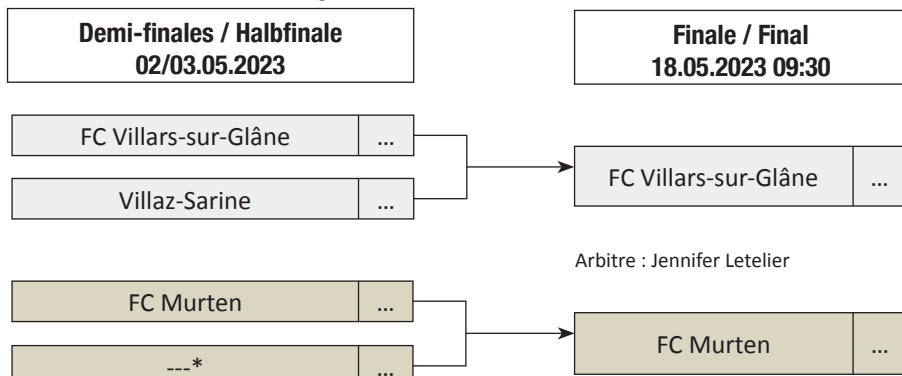 Demi-finales / Halbfinale
02/03.05.2023
Finale / Final
18.05.2023 09:30
FC Villars-sur-Glâne ...
Villaz-Sarine ...
FC Villars-sur-Glâne ...
Arbitre : Jennifer Letelier
FC Murten ...
---* ...
FC Murten ...